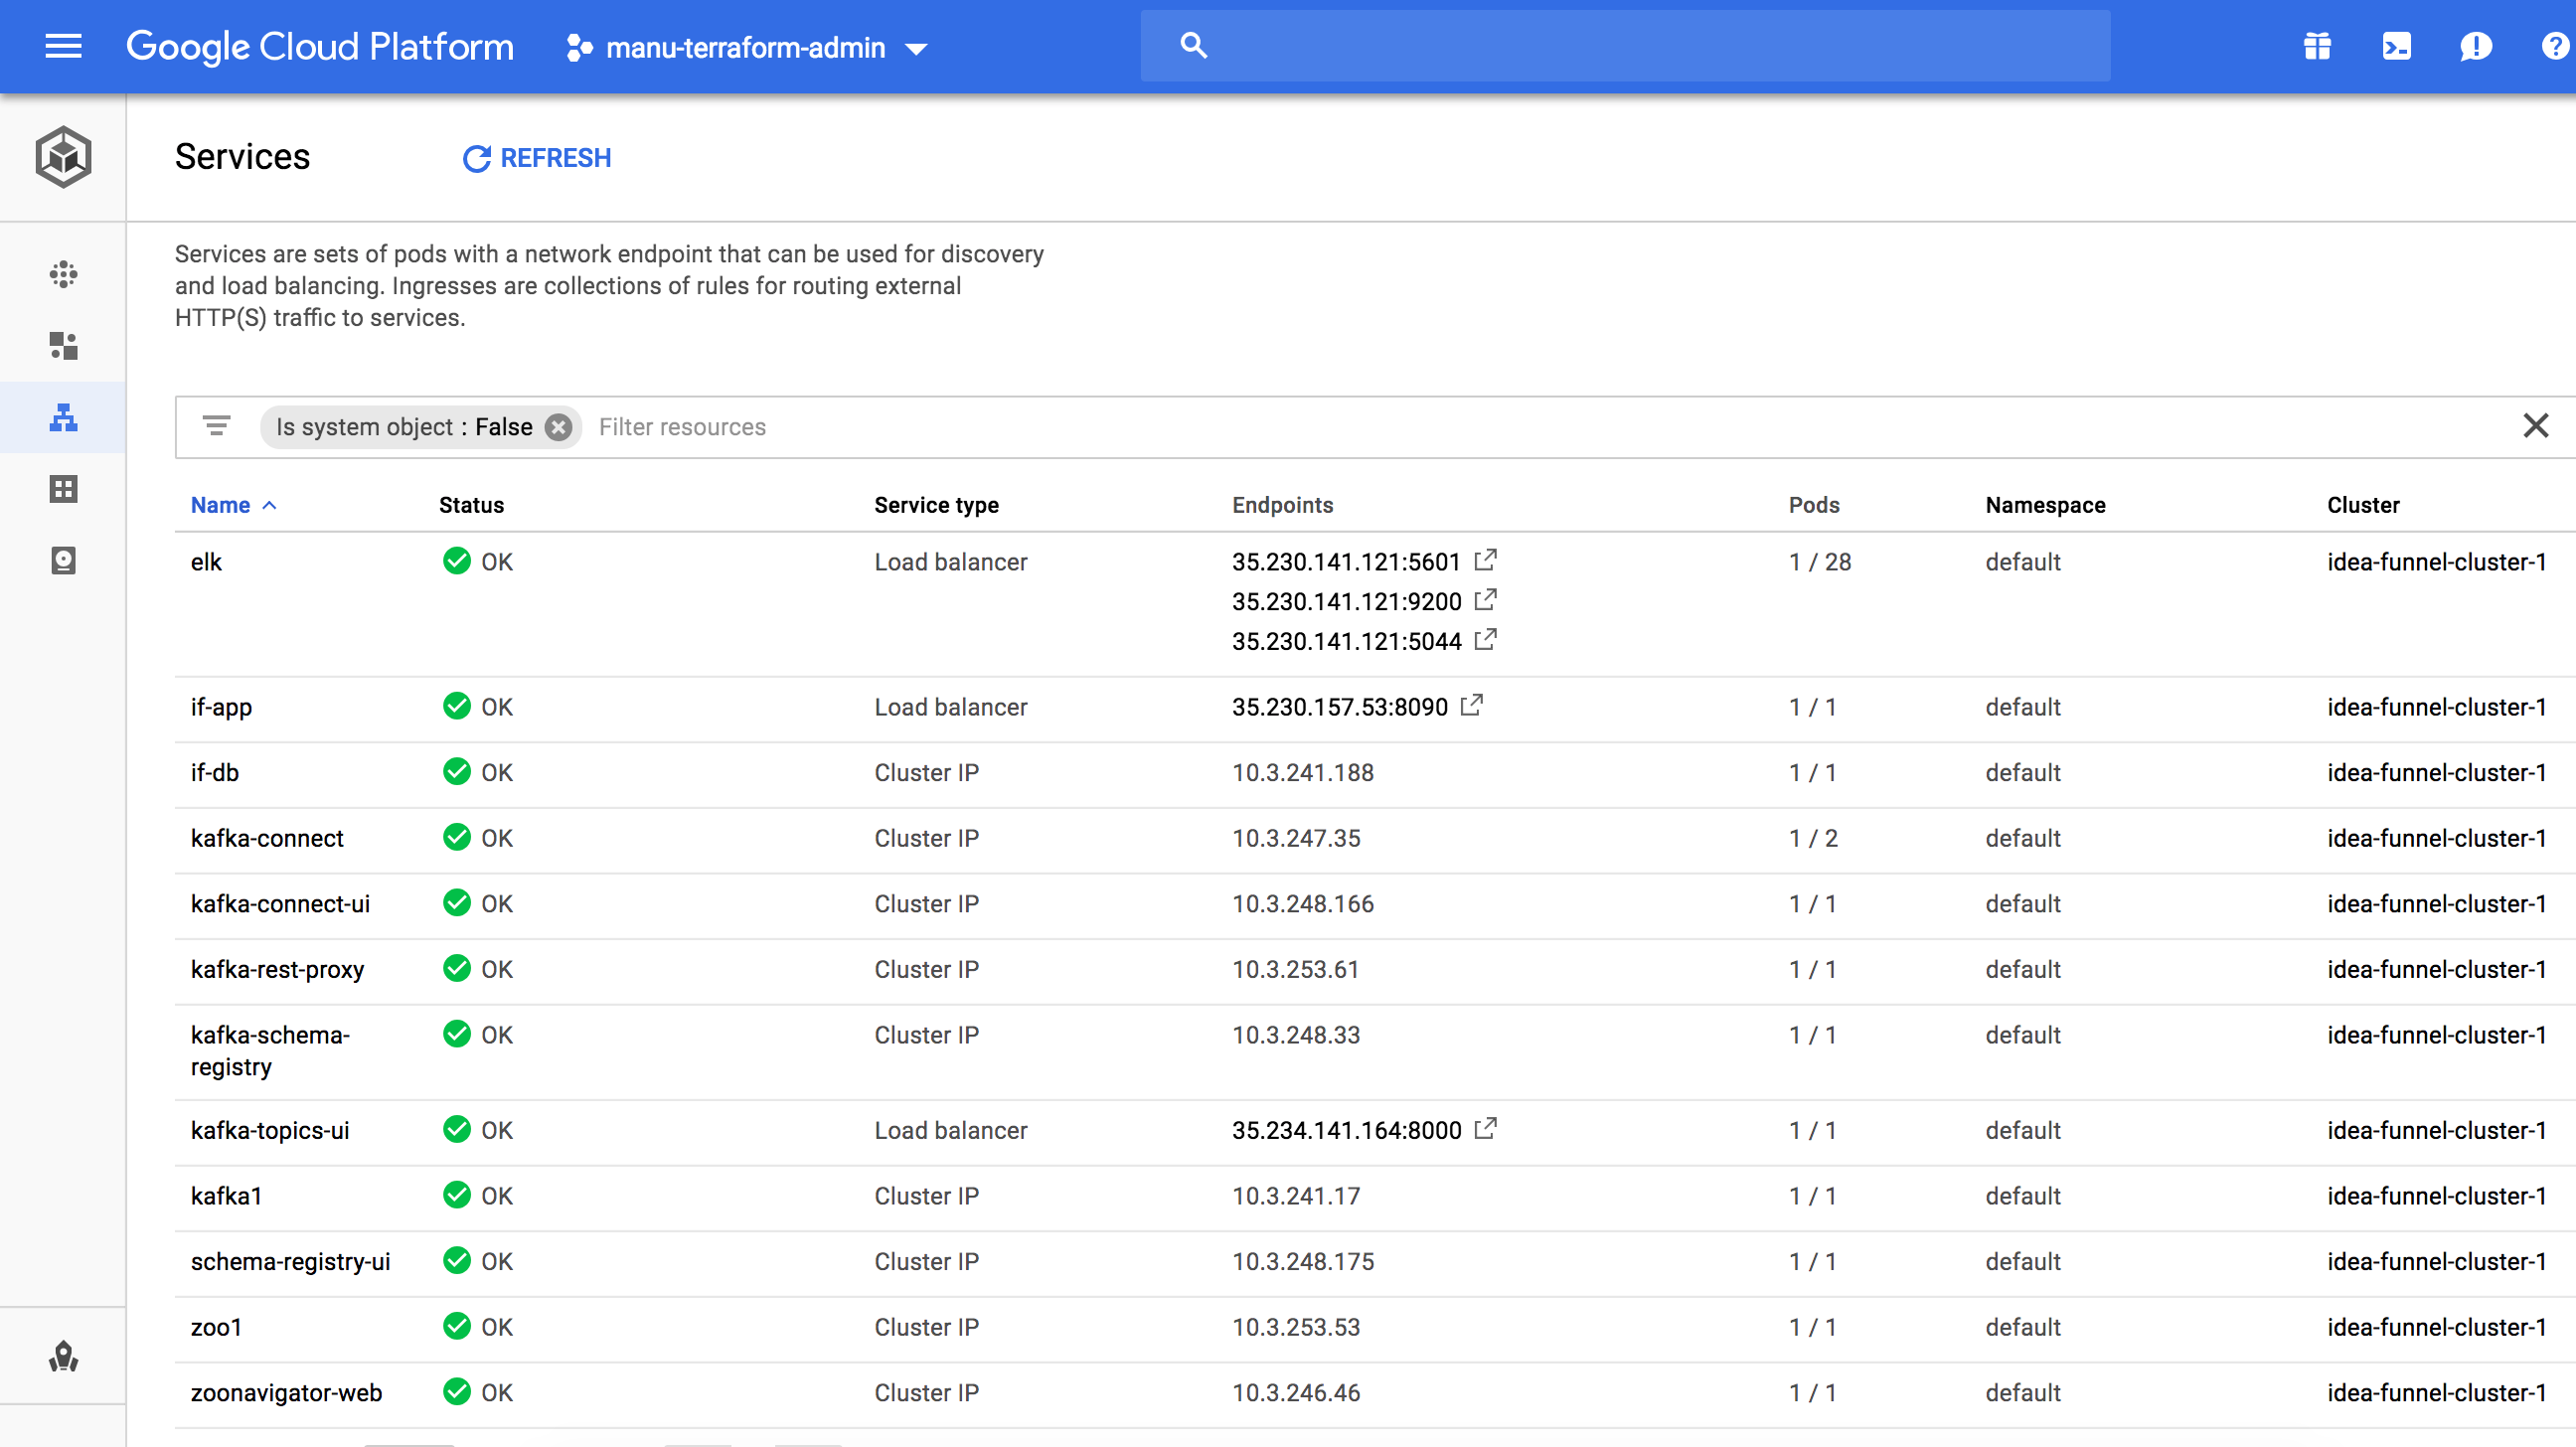 Google Cloud Platform manu-terraform-admin
Services REFRESH
Services are sets of pods with a network endpoint that can be used for discovery
and load balancing. Ingresses are collections of rules for routing external
HTTP(S) traffic to services.
Is system object : False Filter resources
Name Status Service type Endpoints Pods Namespace Cluster
elk OK Load balancer 35.230.141.121:5601 1 / 28 default idea-funnel-cluster-1
35.230.141.121:9200
35.230.141.121:5044
if-app OK Load balancer 35.230.157.53:8090 1 / 1 default idea-funnel-cluster-1
if-db OK Cluster IP 10.3.241.188 1 / 1 default idea-funnel-cluster-1
kafka-connect OK Cluster IP 10.3.247.35 1 / 2 default idea-funnel-cluster-1
kafka-connect-ui OK Cluster IP 10.3.248.166 1 / 1 default idea-funnel-cluster-1
kafka-rest-proxy OK Cluster IP 10.3.253.61 1 / 1 default idea-funnel-cluster-1
kafka-schema- OK Cluster IP 10.3.248.33 1 / 1 default idea-funnel-cluster-1
registry
kafka-topics-ui OK Load balancer 35.234.141.164:8000 1 / 1 default idea-funnel-cluster-1
kafka1 OK Cluster IP 10.3.241.17 1 / 1 default idea-funnel-cluster-1
schema-registry-ui OK Cluster IP 10.3.248.175 1 / 1 default idea-funnel-cluster-1
zoo1 OK Cluster IP 10.3.253.53 1 / 1 default idea-funnel-cluster-1
zoonavigator-web OK Cluster IP 10.3.246.46 1 / 1 default idea-funnel-cluster-1